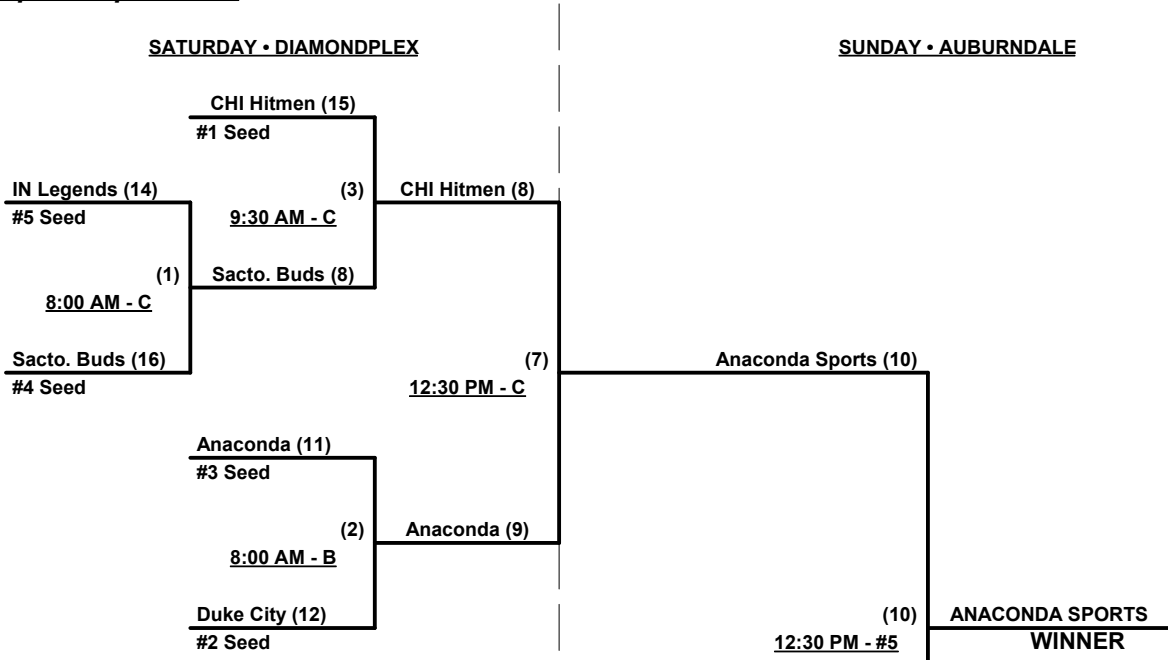 SATURDAY • DIAMONDPLEX
SUNDAY • AUBURNDALE
CHI Hitmen (15)
#1 Seed
IN Legends (14)
#5 Seed
(3)
9:30 AM - C
CHI Hitmen (8)
(1)
8:00 AM - C
Sacto. Buds (8)
Sacto. Buds (16)
#4 Seed
(7)
12:30 PM - C
Anaconda Sports (10)
Anaconda (11)
#3 Seed
(2)
8:00 AM - B
Anaconda (9)
Duke City (12)
#2 Seed
(10)
12:30 PM - #5
ANACONDA SPORTS
WINNER